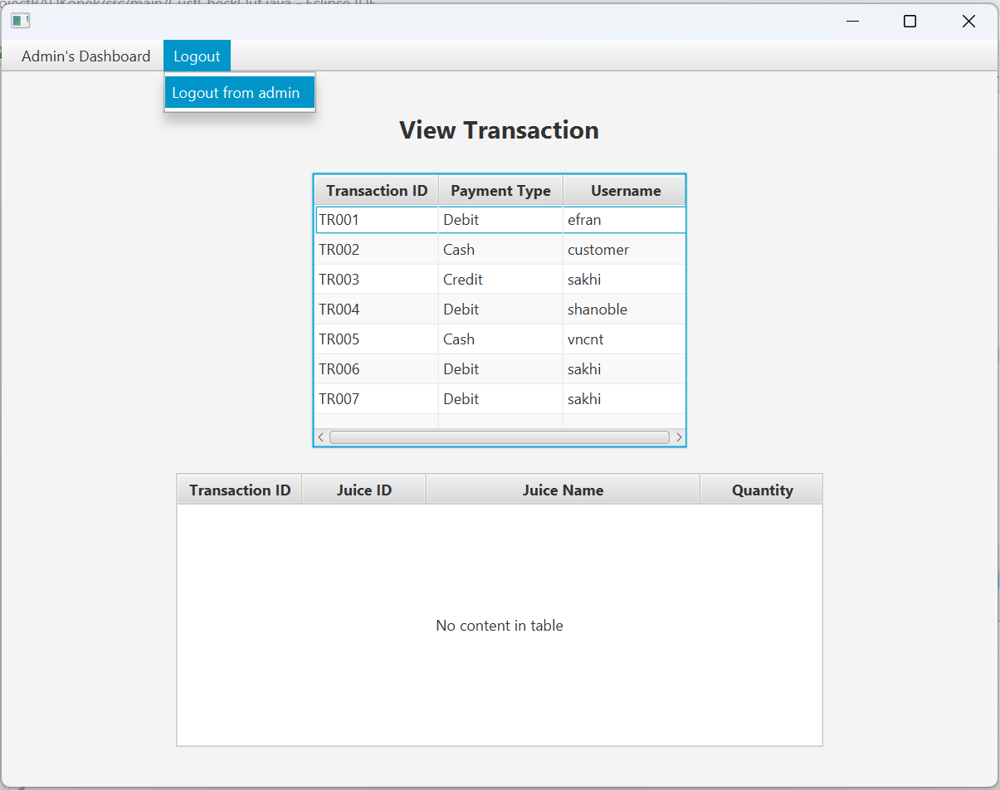 Admin's Dashboard Logout
Logout from admin
View Transaction
Transaction ID Payment Type Username
TR001 Debit efran
TR002 Cash customer
TR003 Credit sakhi
TR004 Debit shanoble
TR005 Cash vncnt
TR006 Debit sakhi
TR007 Debit sakhi
Transaction ID Juice ID Juice Name Quantity
No content in table